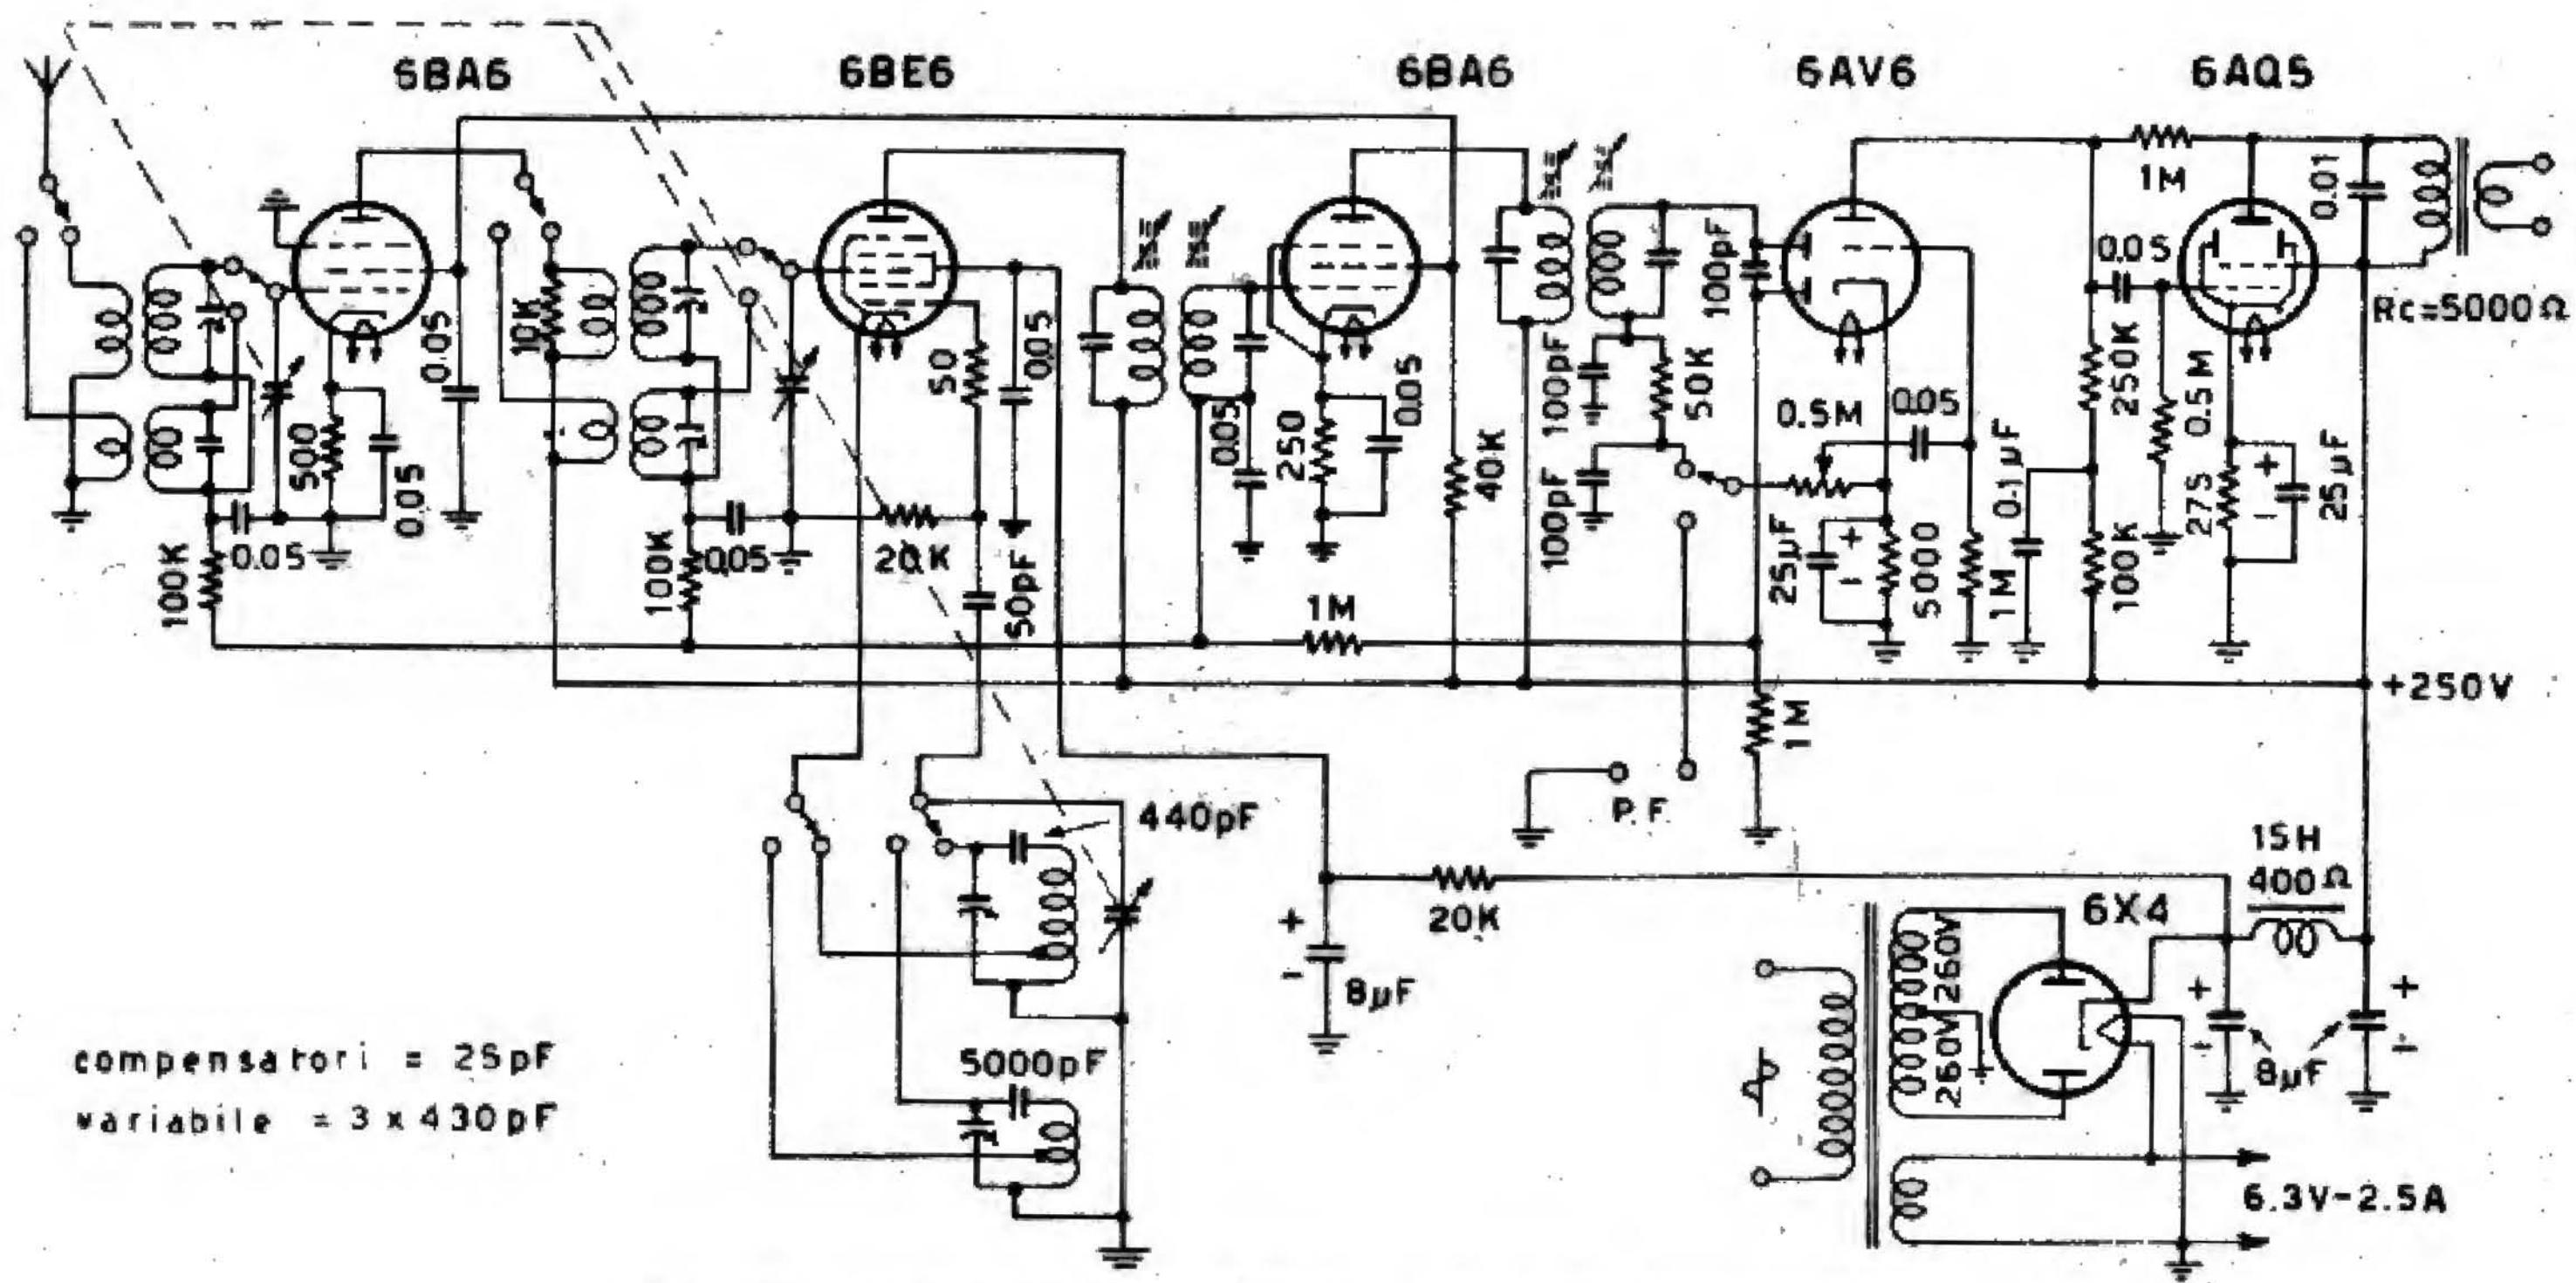 6BA6
6BE6
6BA6
6AV6
6AQ5
1M
0.01
0.05
10K
0.05
50
0.05
100pF
0.05
Rc=5000Ω
500
0.05
0.05
250
0.05
100pF
50K
0.5M
0.05
250K
0.5M
275
25µF
0.05
100K
0.05
100K
20K
50pF
40K
100pF
25µF
5000
1M
0.1µF
100K
1M
+250V
1M
P.F.
440pF
15H
400Ω
20K
6X4
+
-
8µF
260V 260V
+
-
8µF
+
-
compensatori = 25pF
variabile = 3 x 430pF
5000pF
6.3V-2.5A